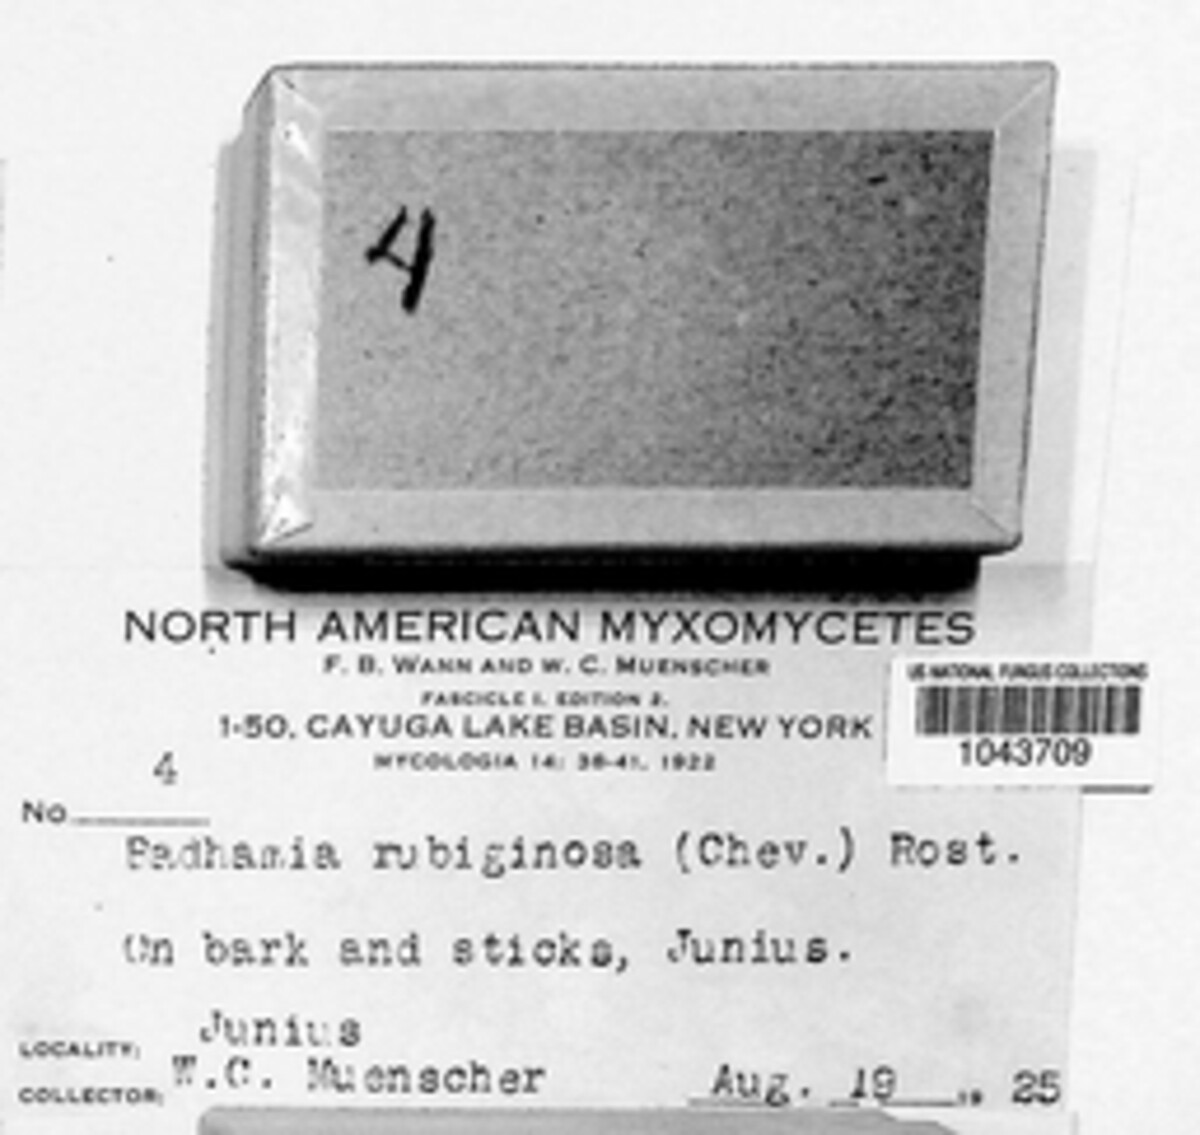 4
NORTH AMERICAN MYXOMYCETES
F. B. WANN AND W. C. MUENSCHER
FASCICLE I. EDITION 2.
1-50, CAYUGA LAKE BASIN, NEW YORK
MYCOLOGIA 14: 38-41, 1922
US NATIONAL FUNGUS COLLECTIONS
1043709
No 4
Badhamia rubiginosa (Chev.) Rost.
On bark and sticks, Junius.
LOCALITY: Junius
COLLECTOR: W.C. Muenscher Aug. 19 19 25